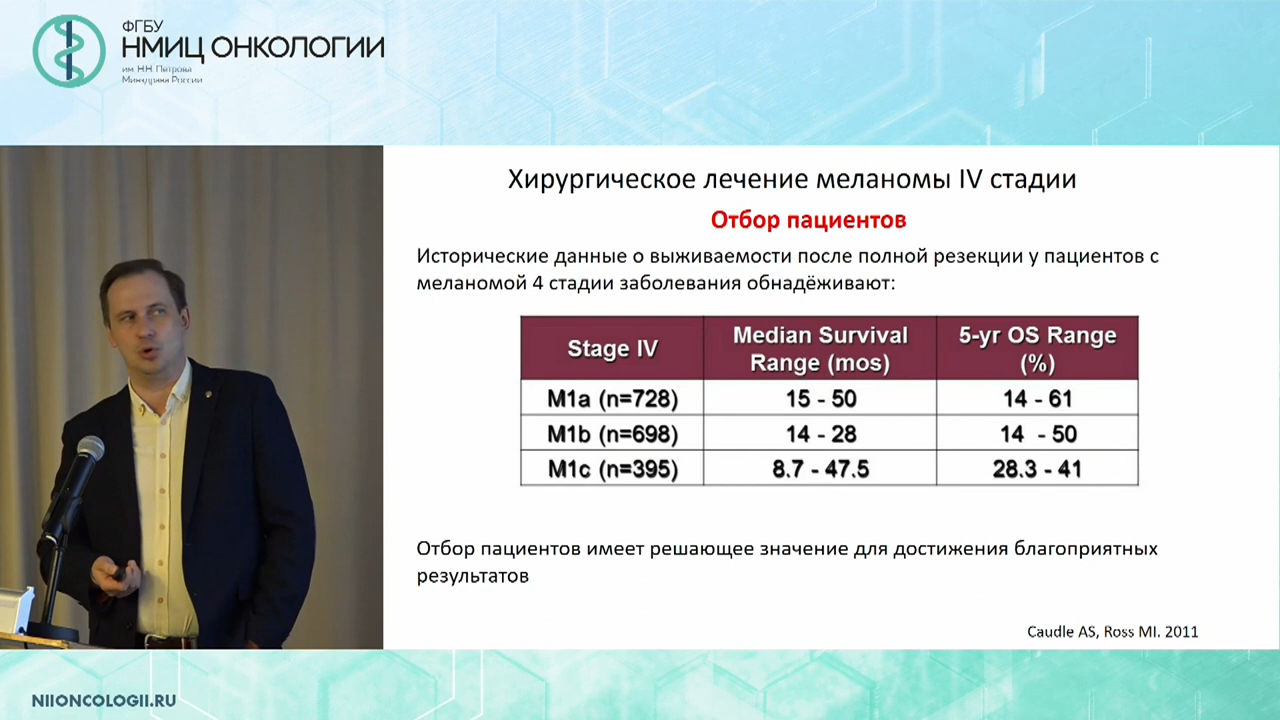 ФГБУ
НМИЦ ОНКОЛОГИИ
им. Н.Н. Петрова
Минздрава России
Хирургическое лечение меланомы IV стадии
Отбор пациентов
Исторические данные о выживаемости после полной резекции у пациентов с
меланомой 4 стадии заболевания обнадёживают:
Stage IV Median Survival Range (mos) 5-yr OS Range (%)
M1a (n=728) 15 - 50 14 - 61
M1b (n=698) 14 - 28 14 - 50
M1c (n=395) 8.7 - 47.5 28.3 - 41
Отбор пациентов имеет решающее значение для достижения благоприятных
результатов
Caudle AS, Ross MI. 2011
NIIONCOLOGII.RU